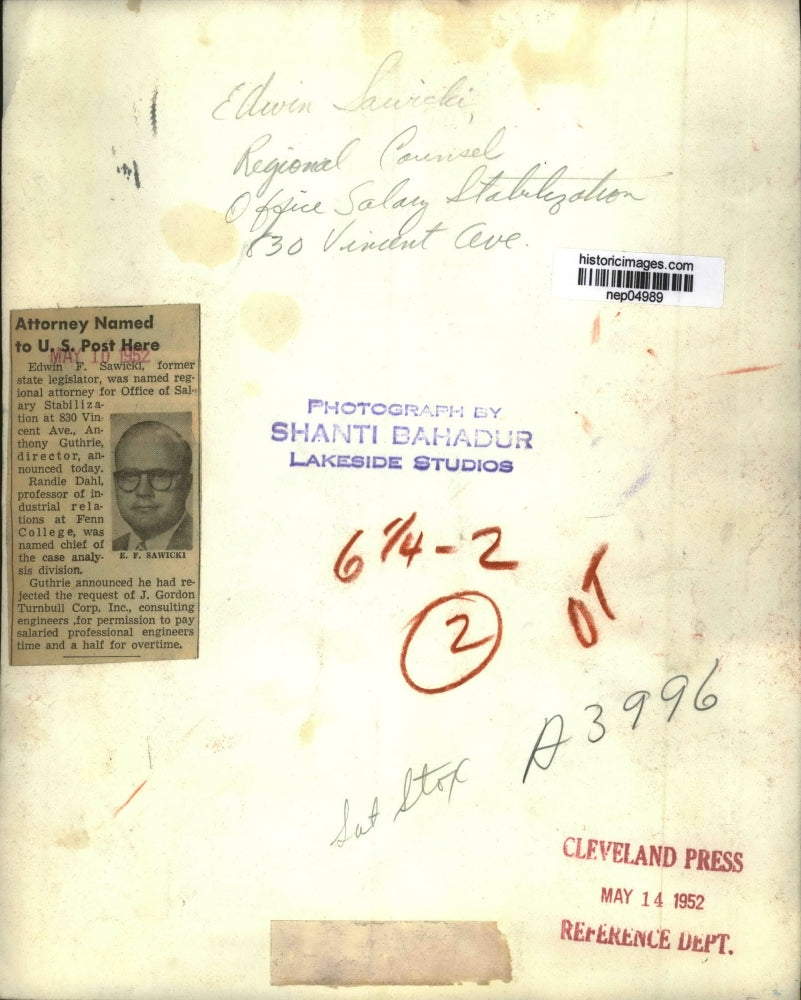 Edwin Sawicki,
Regional Counsel
Office Salary Stabilization
830 Vincent Ave.
historicimages.com
nep04989
Attorney Named
to U. S. Post Here
MAY 10 1952
Edwin F. Sawicki, former
state legislator, was named reg-
ional attorney for Office of Sal-
ary Stabiliza-
tion at 830 Vin-
cent Ave., An-
thony Guthrie,
director, an-
nounced today.
Randle Dahl,
professor of in-
dustrial rela-
tions at Fenn
College, was
named chief of
the case analy-
sis division.
E. F. SAWICKI
Guthrie announced he had re-
jected the request of J. Gordon
Turnbull Corp. Inc., consulting
engineers ,for permission to pay
salaried professional engineers
time and a half for overtime.
PHOTOGRAPH BY
SHANTI BAHADUR
LAKESIDE STUDIOS
6 1/4 - 2
2
OT
A3996
Sat Stox
CLEVELAND PRESS
MAY 14 1952
REFERENCE DEPT.